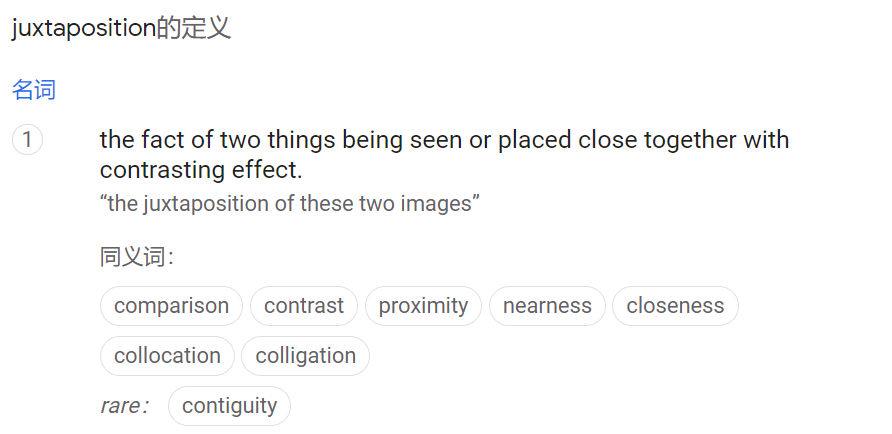 juxtaposition的定义
名词
1 the fact of two things being seen or placed close together with
contrasting effect.
“the juxtaposition of these two images”
同义词：
comparison contrast proximity nearness closeness
collocation colligation
rare： contiguity